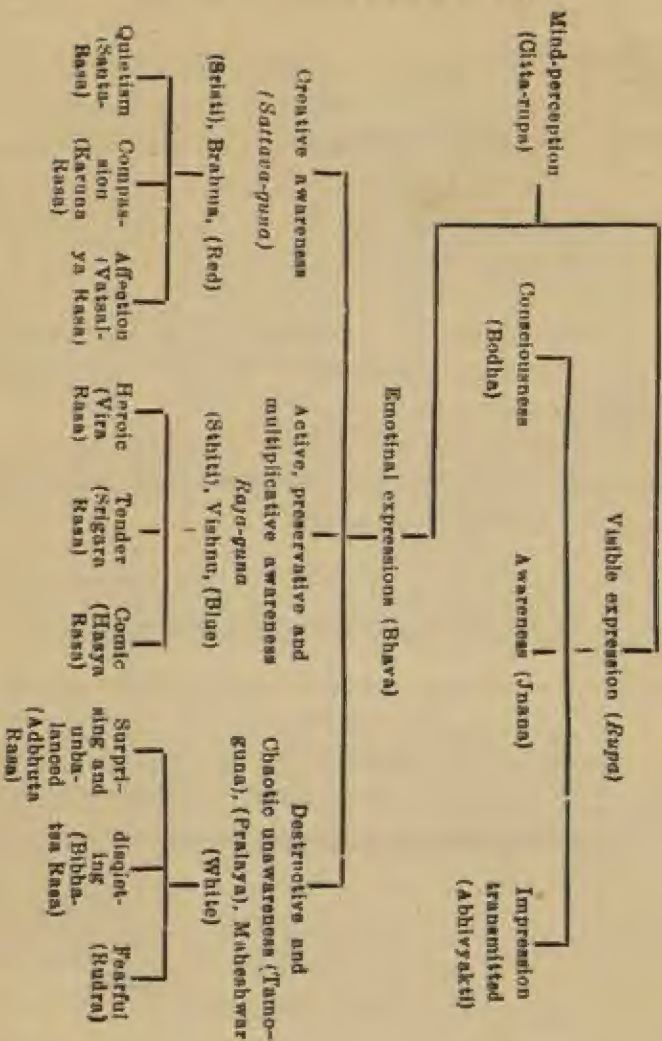 Visible expression (Rupa)
Mind-perception
(Citta-rupa)
Consciousness
(Bodha)
Awareness (Jnana)
Impression
transmitted
(Abhivyakti)
Emotinal expressions (Bhava)
Creative awareness
(Sattava-guna)
(Sristi), Brahma, (Red)
Active, preservative and
multiplicative awareness
Raja-guna
(Sthiti), Vishnu, (Blue)
Destructive and
Chaotic unawareness (Tamo-
guna), (Pralaya), Maheshwar
(White)
Quietism
(Santa-
Rasa)
Compas-
sion
(Karuna
Rasa)
Affection
(Vatsal-
ya Rasa)
Heroic
(Vira
Rasa)
Tender
(Srigara
Rasa)
Comic
(Hasya
Rasa)
Surpri-
sing and
unba-
lanced
(Adbhuta
Rasa)
disqiet-
ing
(Bibha-
tsa Rasa)
Fearful
(Rudra)